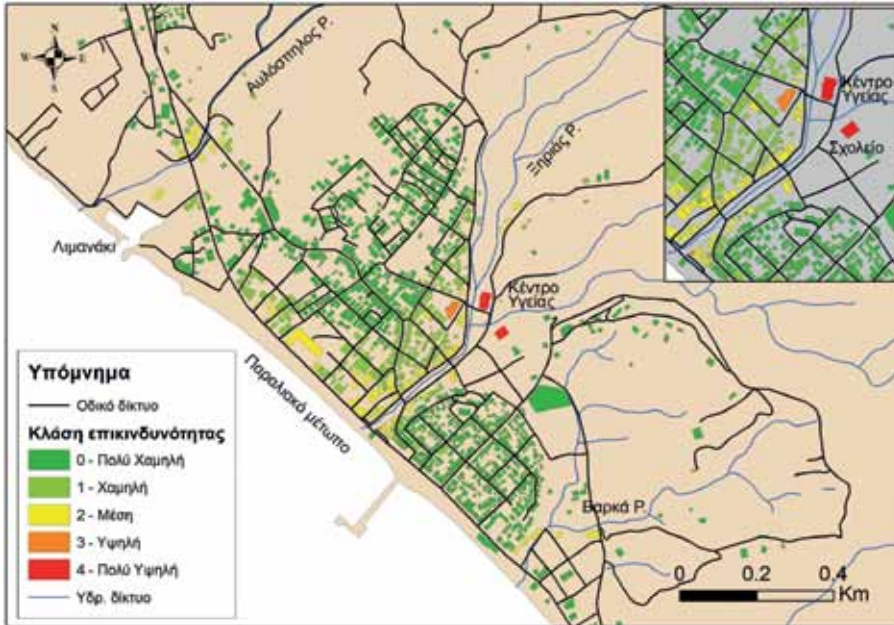 N
W E
S
Αυλόστηλος Ρ.
Ξηριάς Ρ.
Κέντρο
Υγείας
Σχολείο
Λιμανάκι
Κέντρο
Υγείας
Παραλιακό μέτωπο
Βαρκά Ρ.
Υπόμνημα
Οδικό δίκτυο
Κλάση επικινδυνότητας
0 - Πολύ Χαμηλή
1 - Χαμηλή
2 - Μέση
3 - Υψηλή
4 - Πολύ Υψηλή
Υδρ. δίκτυο
0 0.2 0.4
Km